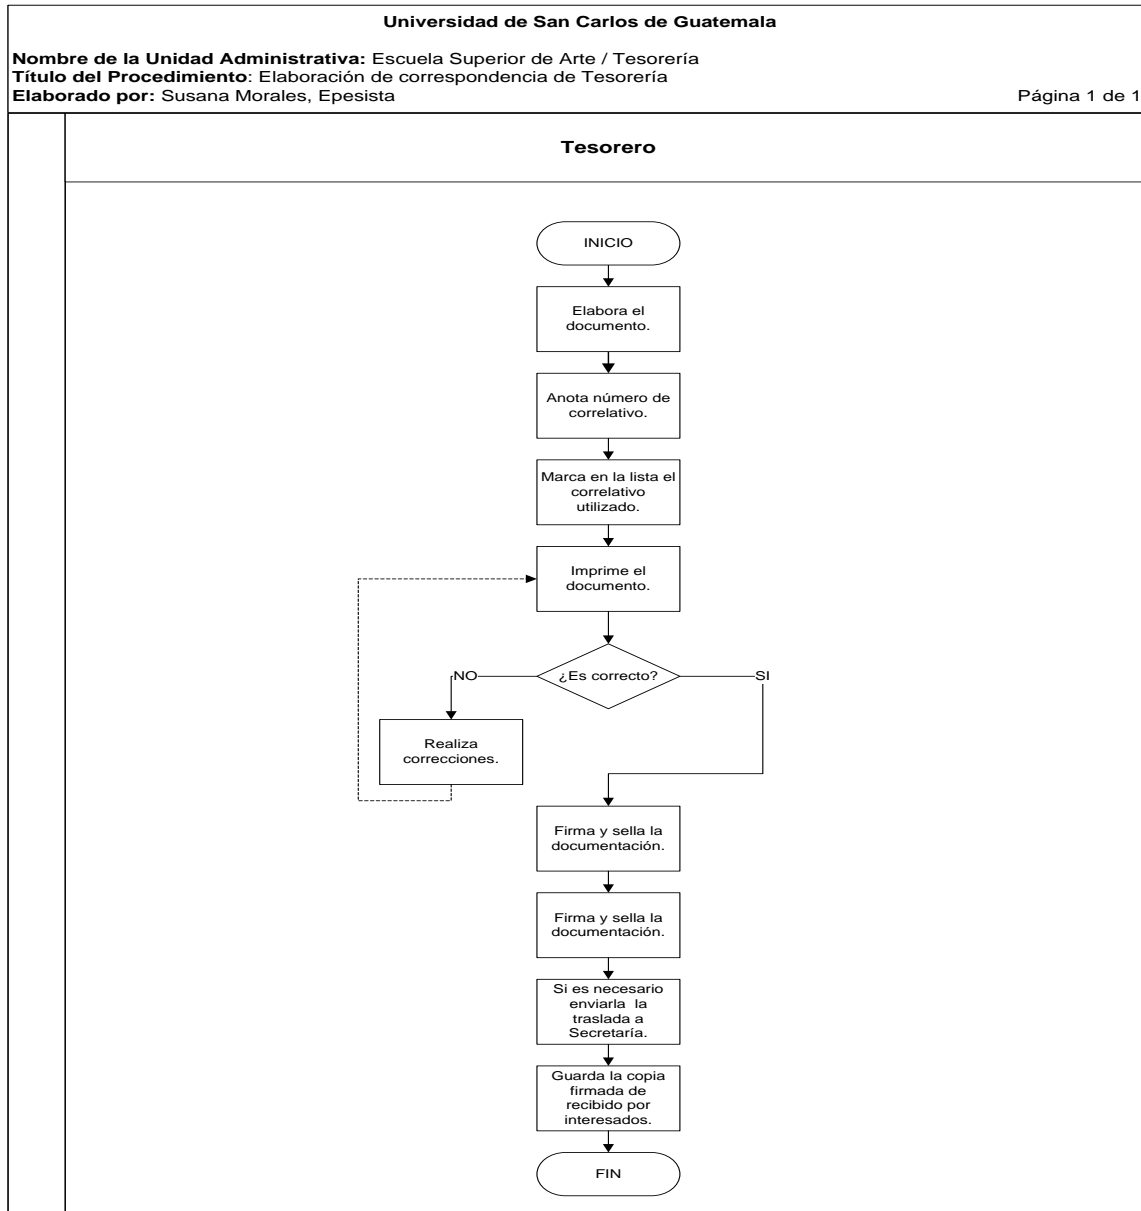 Universidad de San Carlos de Guatemala
Nombre de la Unidad Administrativa: Escuela Superior de Arte / Tesorería
Título del Procedimiento: Elaboración de correspondencia de Tesorería
Elaborado por: Susana Morales, Epesista
Página 1 de 1
Tesorero
INICIO
Elabora el
documento.
Anota número de
correlativo.
Marca en la lista el
correlativo
utilizado.
Imprime el
documento.
¿Es correcto?
NO
SI
Realiza
correcciones.
Firma y sella la
documentación.
Firma y sella la
documentación.
Si es necesario
enviarla  la
traslada a
Secretaría.
Guarda la copia
firmada de
recibido por
interesados.
FIN